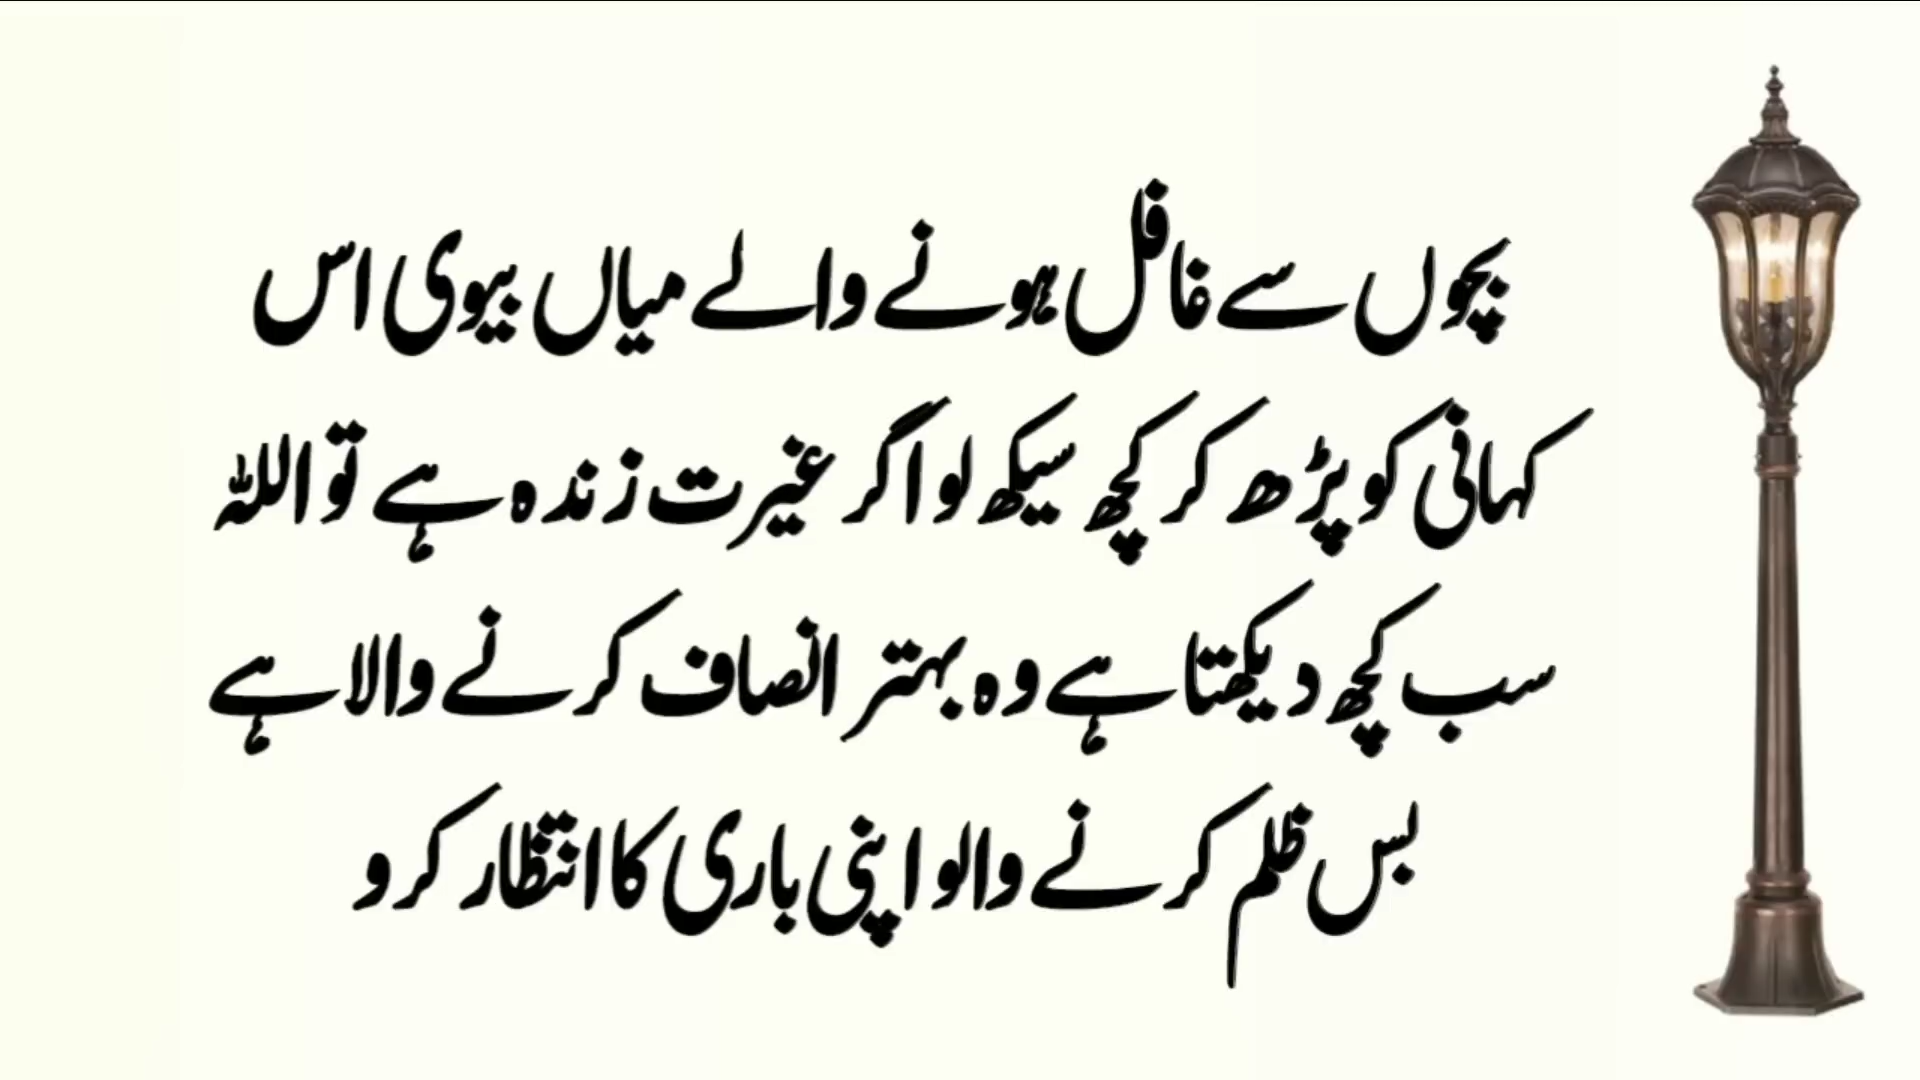 بچوں سے غافل ہونے والے میاں بیوی اس
کہانی کو پڑھ کر کچھ سیکھ لو اگر غیرت زندہ ہے تو اللہ
سب کچھ دیکھتا ہے وہ بہتر انصاف کرنے والا ہے
بس ظلم کرنے والو اپنی باری کا انتظار کرو